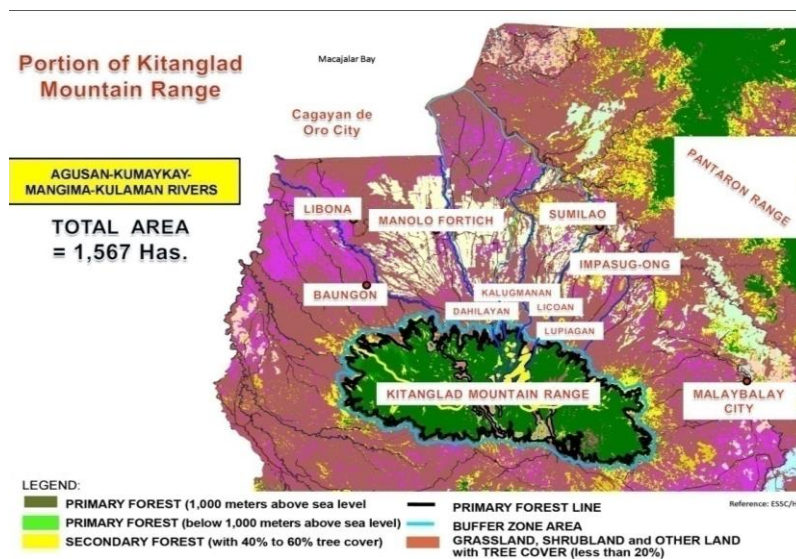 Portion of Kitanglad
Mountain Range
Macajalar Bay
Cagayan de
Oro City
AGUSAN-KUMAYKAY-
MANGIMA-KULAMAN RIVERS
TOTAL AREA
= 1,567 Has.
PANTARON RANGE
LIBONA
MANOLO FORTICH
SUMILAO
IMPASUG-ONG
BAUNGON
KALUGMANAN
DAHILAYAN
LICOAN
LUPIAGAN
KITANGLAD MOUNTAIN RANGE
MALAYBALAY
CITY
LEGEND:
PRIMARY FOREST (1,000 meters above sea level
PRIMARY FOREST (below 1,000 meters above sea level)
SECONDARY FOREST (with 40% to 60% tree cover)
PRIMARY FOREST LINE
BUFFER ZONE AREA
GRASSLAND, SHRUBLAND and OTHER LAND
with TREE COVER (less than 20%)
Reference: ESSC/H